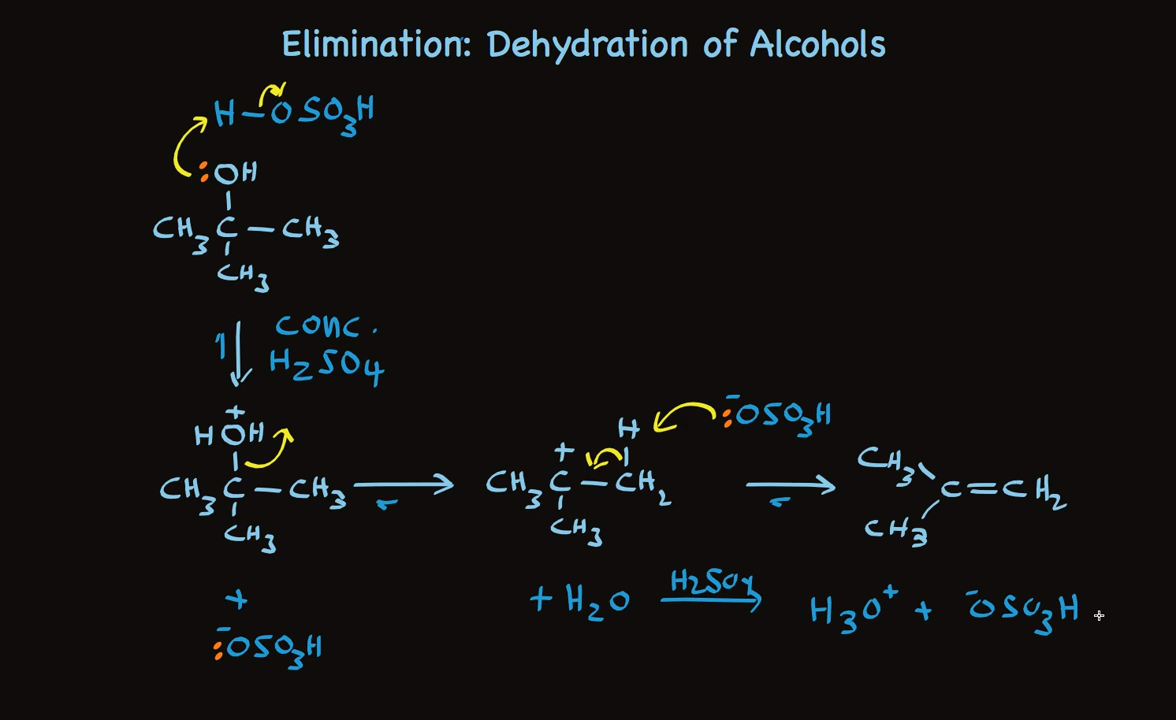 Elimination: Dehydration of Alcohols
H–OSO3H
:OH
CH3 C – CH3
CH3
1 conc.
H2SO4
+
HOH
CH3 C – CH3
CH3
+
-:OSO3H
H -:OSO3H
+
CH3 C – CH2
CH3
CH3
C=CH2
CH3
+ H2O H2SO4 H3O+ + -OSO3H